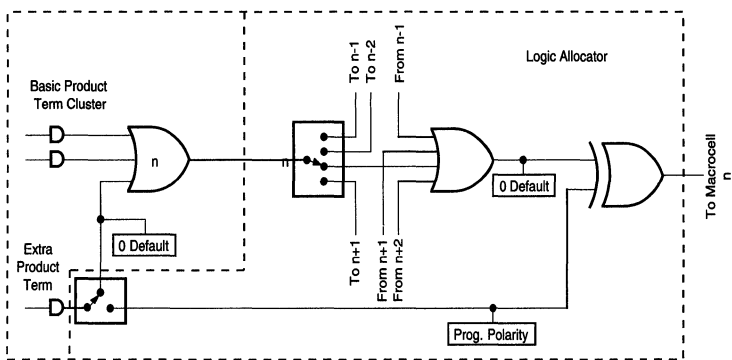 Basic Product
Term Cluster
n
0 Default
Extra
Product
Term
n
To n-1
To n-2
From n-1
To n+1
From n+1
From n+2
Logic Allocator
0 Default
Prog. Polarity
To Macrocell
n